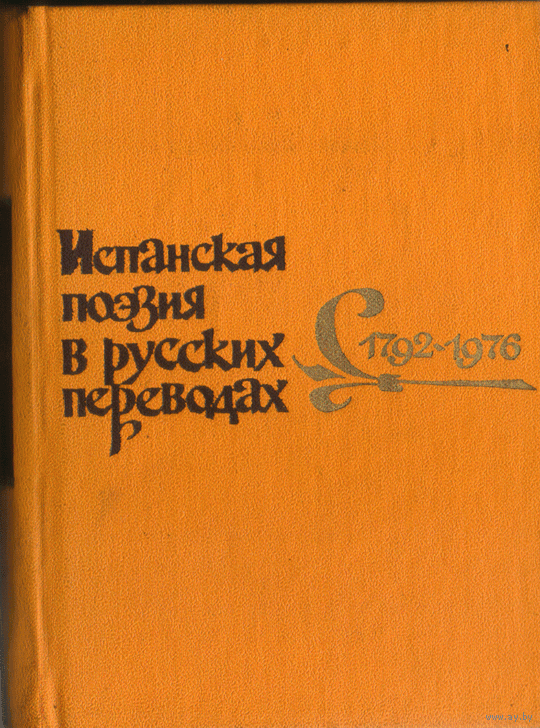 Испанская
поэзия
в русских
переводах
1792-1976